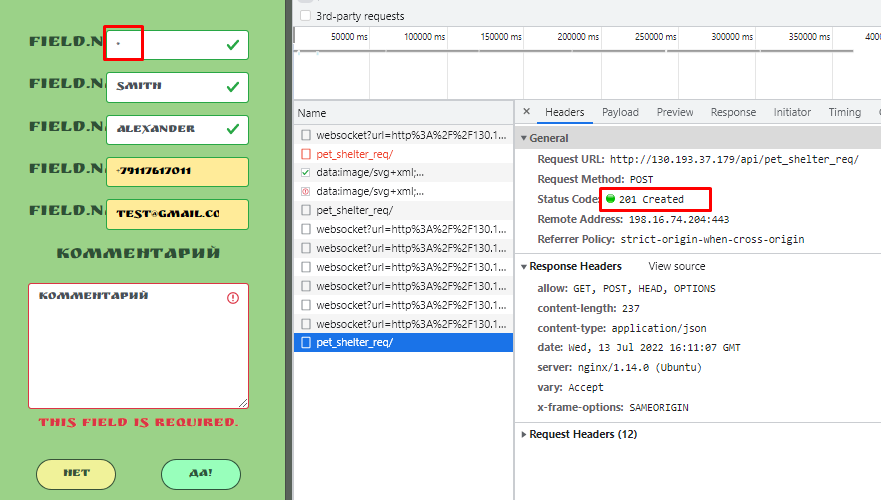 FIELD.N
-
FIELD.N
SMITH
FIELD.N
ALEXANDER
FIELD.N
-79117617011
FIELD.N
TEST@GMAIL.CO
КОММЕНТАРИЙ
КОММЕНТАРИЙ
THIS FIELD IS REQUIRED.
НЕТ
ДА!
3rd-party requests
50000 ms
100000 ms
150000 ms
200000 ms
250000 ms
300000 ms
350000 ms
4000
Name
websocket?url=http%3A%2F%2F130.1...
pet_shelter_req/
data:image/svg+xml;...
data:image/svg+xml;...
pet_shelter_req/
websocket?url=http%3A%2F%2F130.1...
websocket?url=http%3A%2F%2F130.1...
websocket?url=http%3A%2F%2F130.1...
websocket?url=http%3A%2F%2F130.1...
websocket?url=http%3A%2F%2F130.1...
websocket?url=http%3A%2F%2F130.1...
pet_shelter_req/
× Headers Payload Preview Response Initiator Timing
General
Request URL: http://130.193.37.179/api/pet_shelter_req/
Request Method: POST
Status Code: 201 Created
Remote Address: 198.16.74.204:443
Referrer Policy: strict-origin-when-cross-origin
Response Headers View source
allow: GET, POST, HEAD, OPTIONS
content-length: 237
content-type: application/json
date: Wed, 13 Jul 2022 16:11:07 GMT
server: nginx/1.14.0 (Ubuntu)
vary: Accept
x-frame-options: SAMEORIGIN
Request Headers (12)